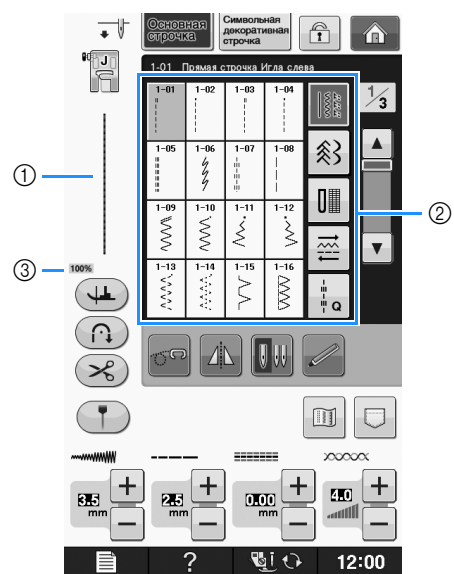 Основная
строчка
Символьная
декоративная
строчка
J
1-01 Прямая строчка Игла слева
1/3
1-01 1-02 1-03 1-04
1-05 1-06 1-07 1-08
1-09 1-10 1-11 1-12
1-13 1-14 1-15 1-16
Q
1
2
3
100%
3.5
mm
2.5
mm
0.00
mm
4.0
?
12:00